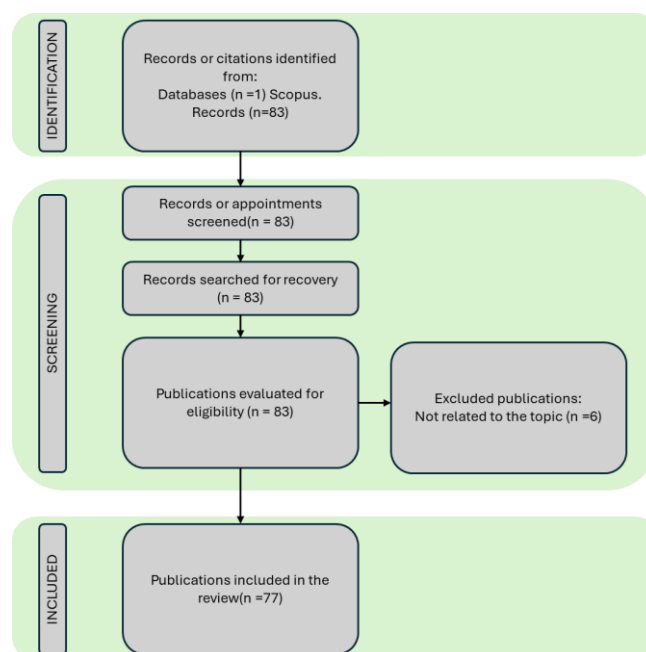 IDENTIFICATION
Records or citations identified
from:
Databases (n =1) Scopus.
Records (n=83)
SCREENING
Records or appointments
screened(n = 83)
Records searched for recovery
(n = 83)
Publications evaluated for
eligibility (n = 83)
Excluded publications:
Not related to the topic (n =6)
INCLUDED
Publications included in the
review(n =77)